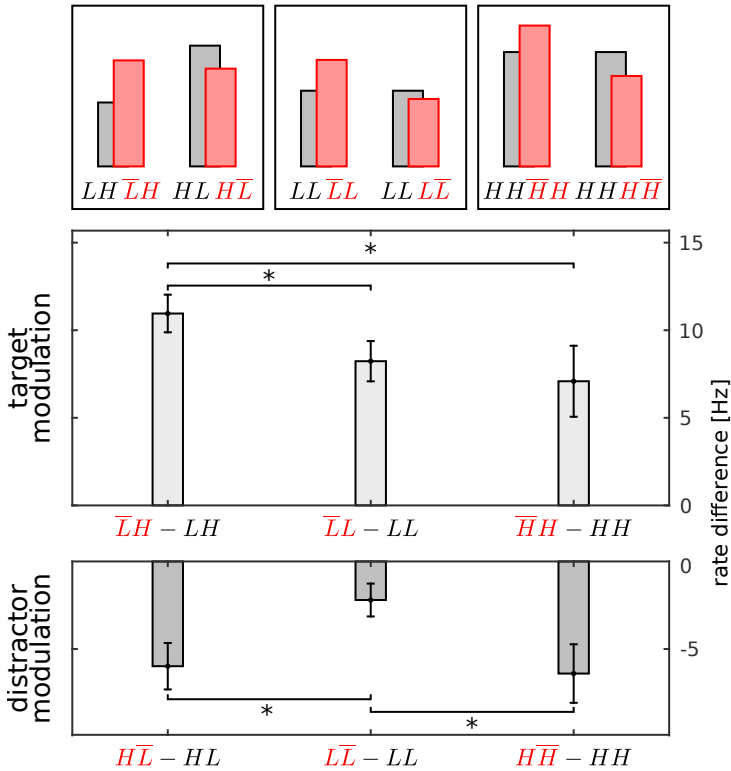 LH L̅H HL HL̅
LL L̅L LL LL̅
HH H̅H HH HH̅
target modulation
*
*
15
10
5
0
L̅H − LH
L̅L − LL
H̅H − HH
rate difference [Hz]
distractor modulation
0
-5
*
*
HL̅ − HL
LL̅ − LL
HH̅ − HH